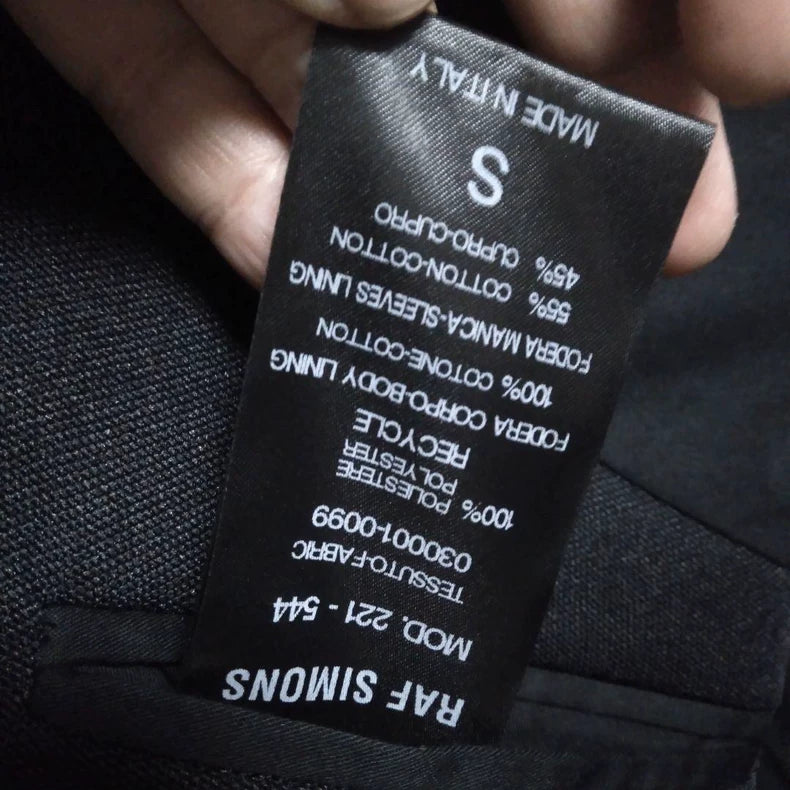 RAF SIMONS
MOD. 221 - 544
TESSUTO-FABRIC
030001-0099
100% POLIESTERE
POLYESTER
RECYCLE
FODERA CORPO-BODY LINING
100% COTONE-COTTON
FODERA MANICA-SLEEVES LINING
55% COTTON-COTTON
45% CUPRO-CUPRO
S
MADE IN ITALY